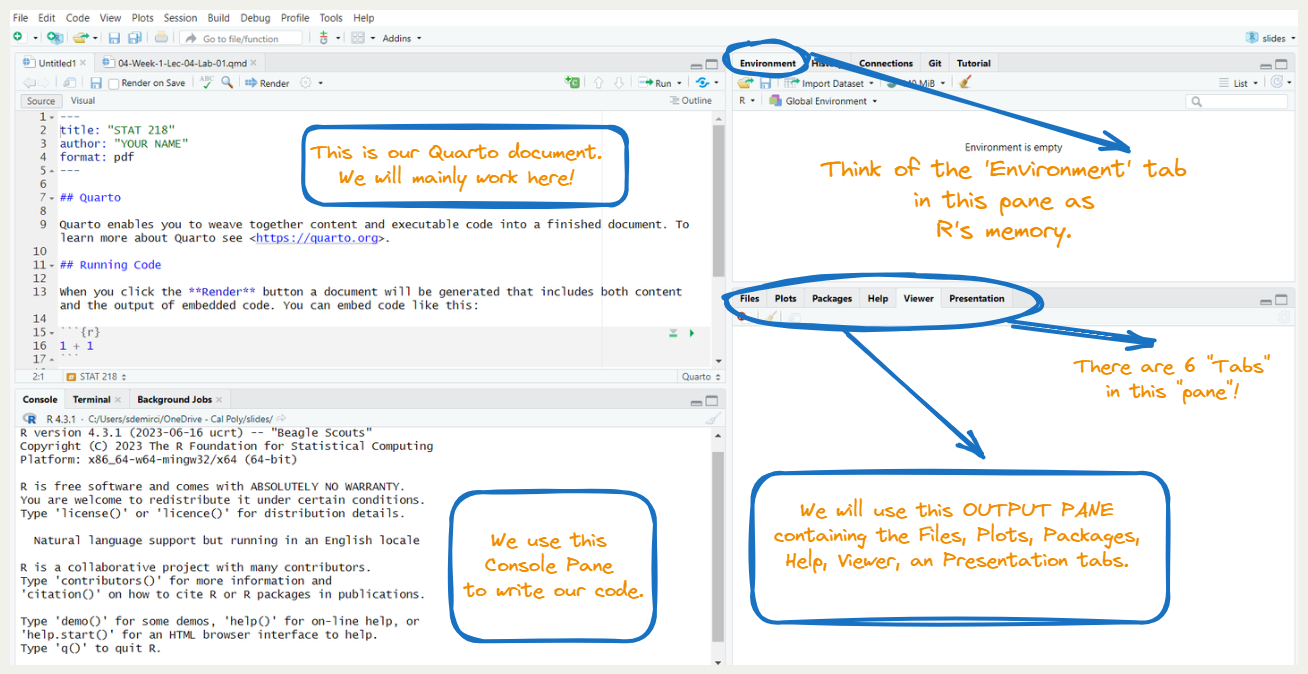 File Edit Code View Plots Session Build Debug Profile Tools Help
Go to file/function Addins slides
Untitled1 04-Week-1-Lec-04-Lab-01.qmd
Render on Save ABC Render Run
Source Visual Outline
1 ---
2 title: "STAT 218"
3 author: "YOUR NAME"
4 format: pdf
5 ---
6
7 ## Quarto
8
9 Quarto enables you to weave together content and executable code into a finished document. To
learn more about Quarto see <https://quarto.org>.
10
11 ## Running Code
12
13 When you click the **Render** button a document will be generated that includes both content
and the output of embedded code. You can embed code like this:
14
15 ```{r}
16 1 + 1
17 ```
2:1 STAT 218 Quarto
This is our Quarto document.
We will mainly work here!
Console Terminal Background Jobs
R 4.3.1 · C:/Users/sdemirci/OneDrive - Cal Poly/slides/
R version 4.3.1 (2023-06-16 ucrt) -- "Beagle Scouts"
Copyright (C) 2023 The R Foundation for Statistical Computing
Platform: x86_64-w64-mingw32/x64 (64-bit)
R is free software and comes with ABSOLUTELY NO WARRANTY.
You are welcome to redistribute it under certain conditions.
Type 'license()' or 'licence()' for distribution details.
Natural language support but running in an English locale
R is a collaborative project with many contributors.
Type 'contributors()' for more information and
'citation()' on how to cite R or R packages in publications.
Type 'demo()' for some demos, 'help()' for on-line help, or
'help.start()' for an HTML browser interface to help.
Type 'q()' to quit R.
We use this
Console Pane
to write our code.
Environment History Connections Git Tutorial
Import Dataset MiB List
R Global Environment
Environment is empty
Think of the 'Environment' tab
in this pane as
R's memory.
Files Plots Packages Help Viewer Presentation
There are 6 "Tabs"
in this "pane"!
We will use this OUTPUT PANE
containing the Files, Plots, Packages,
Help, Viewer, an Presentation tabs.